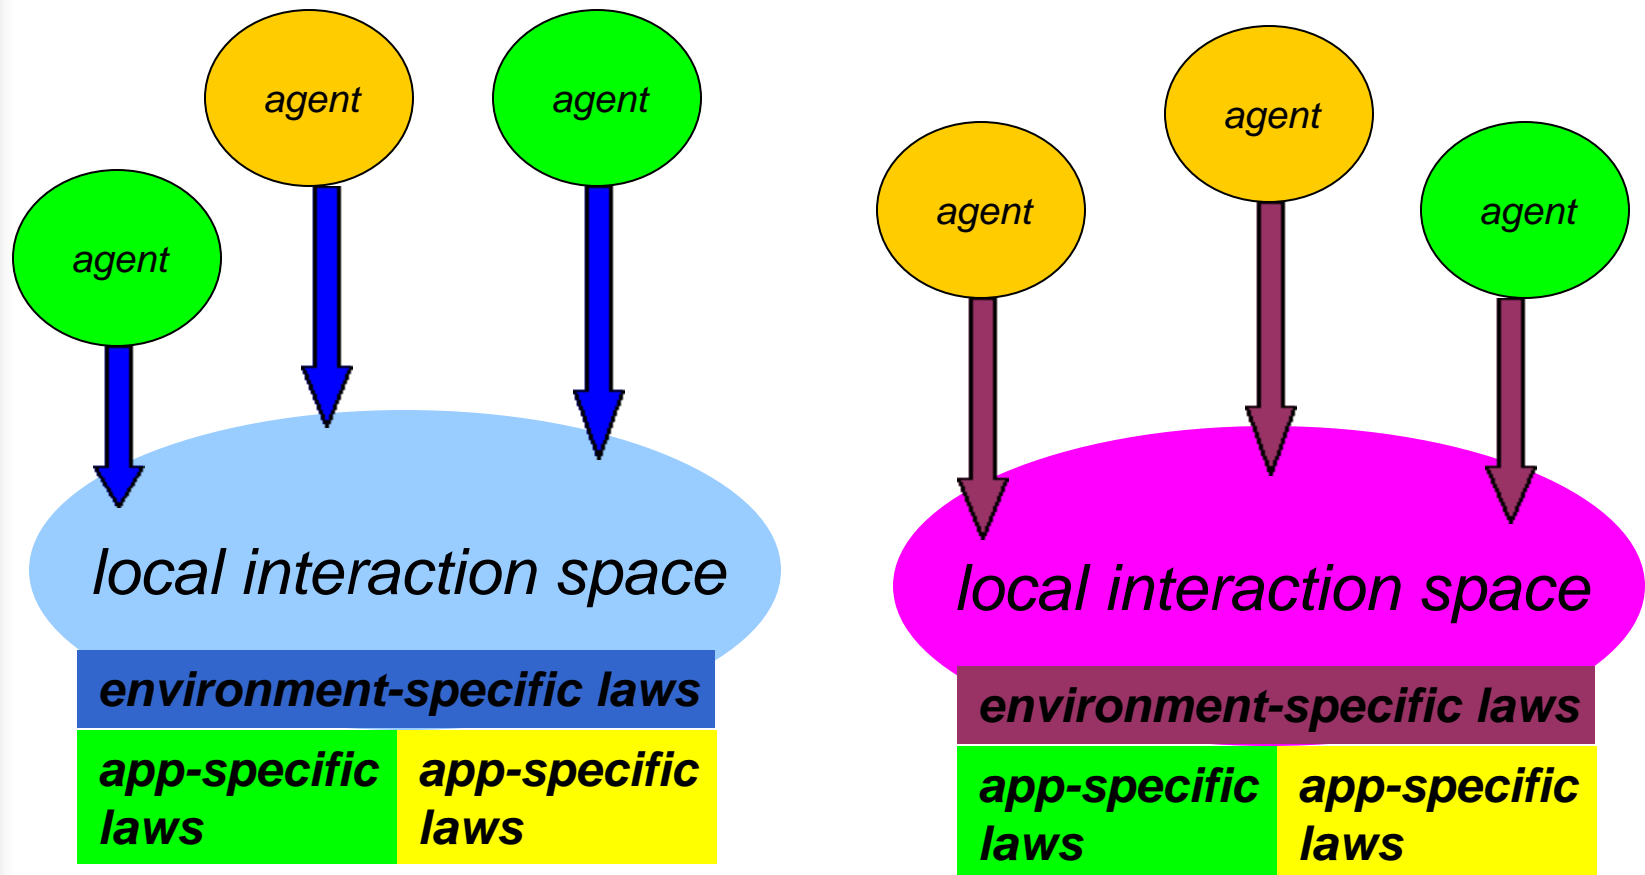 agent
agent
agent
local interaction space
environment-specific laws
app-specific
laws
app-specific
laws
agent
agent
agent
local interaction space
environment-specific laws
app-specific
laws
app-specific
laws